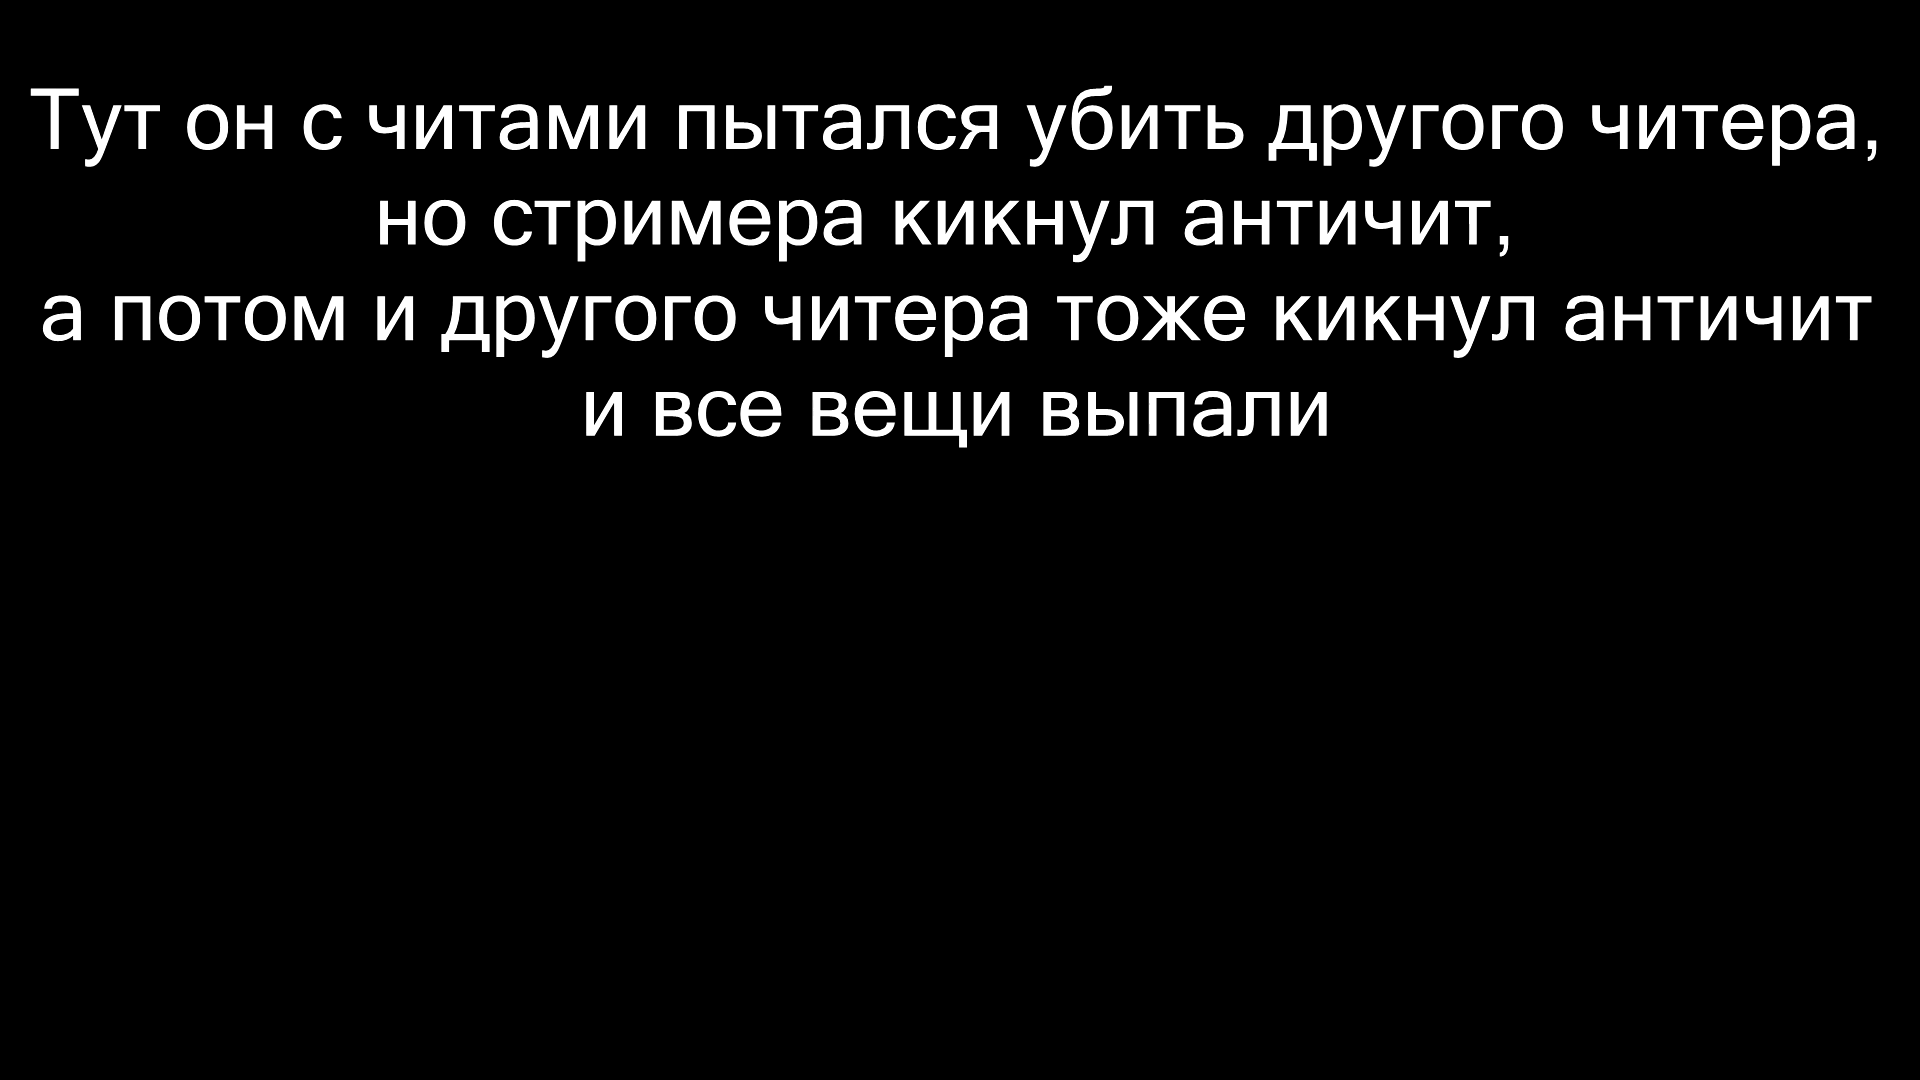 Тут он с читами пытался убить другого читера,
но стримера кикнул античит,
а потом и другого читера тоже кикнул античит
и все вещи выпали